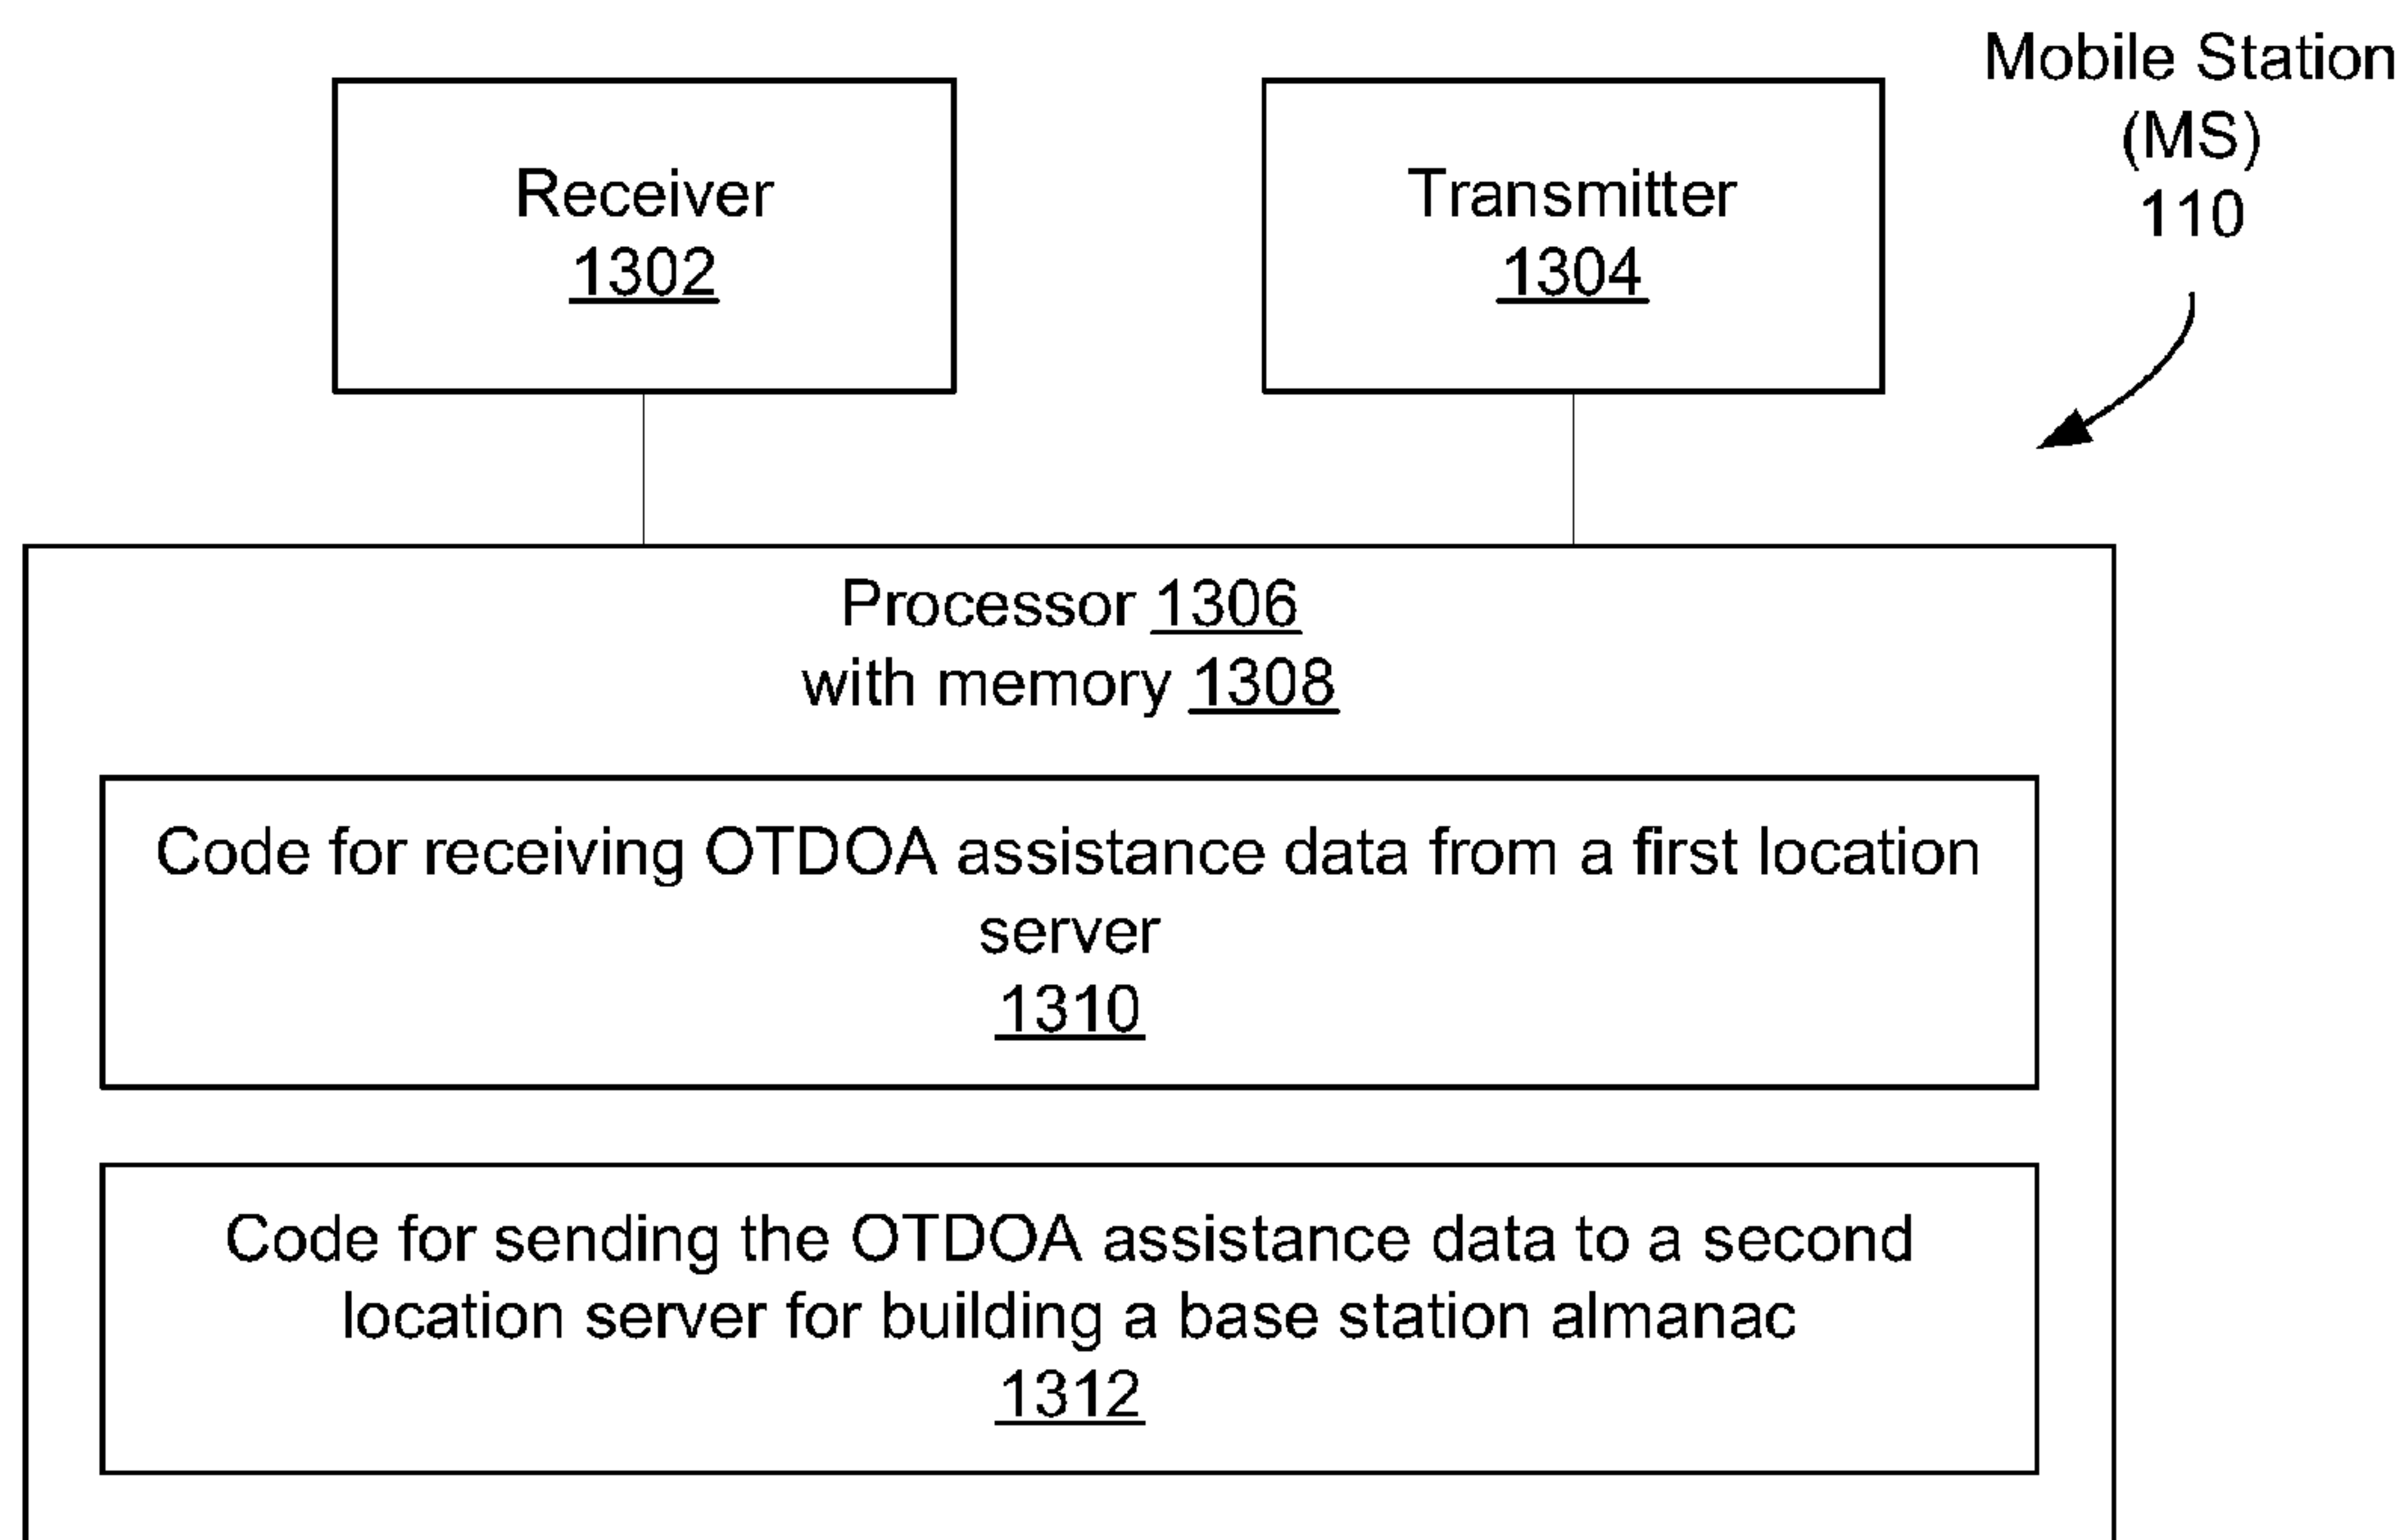 Mobile Station
(MS)
110
Receiver
1302
Transmitter
1304
Processor 1306
with memory 1308
Code for receiving OTDOA assistance data from a first location
server
1310
Code for sending the OTDOA assistance data to a second
location server for building a base station almanac
1312